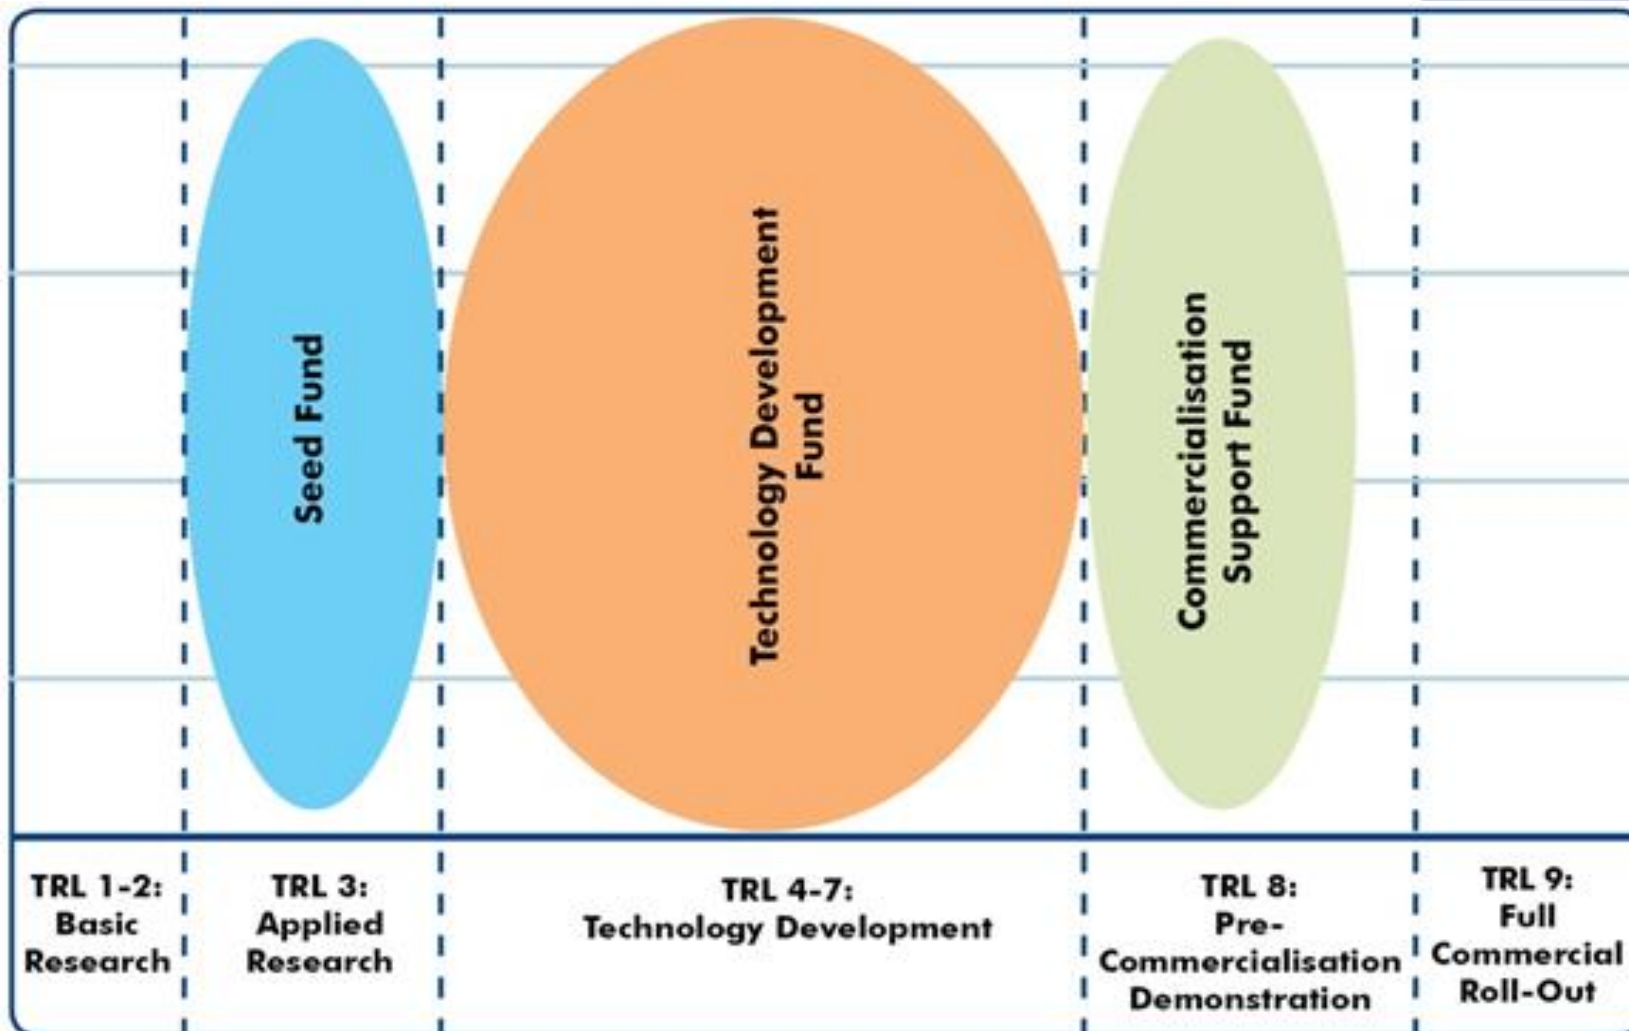 Seed Fund
Technology Development
Fund
Commercialisation
Support Fund
TRL 1-2:
Basic
Research
TRL 3:
Applied
Research
TRL 4-7:
Technology Development
TRL 8:
Pre-
Commercialisation
Demonstration
TRL 9:
Full
Commercial
Roll-Out